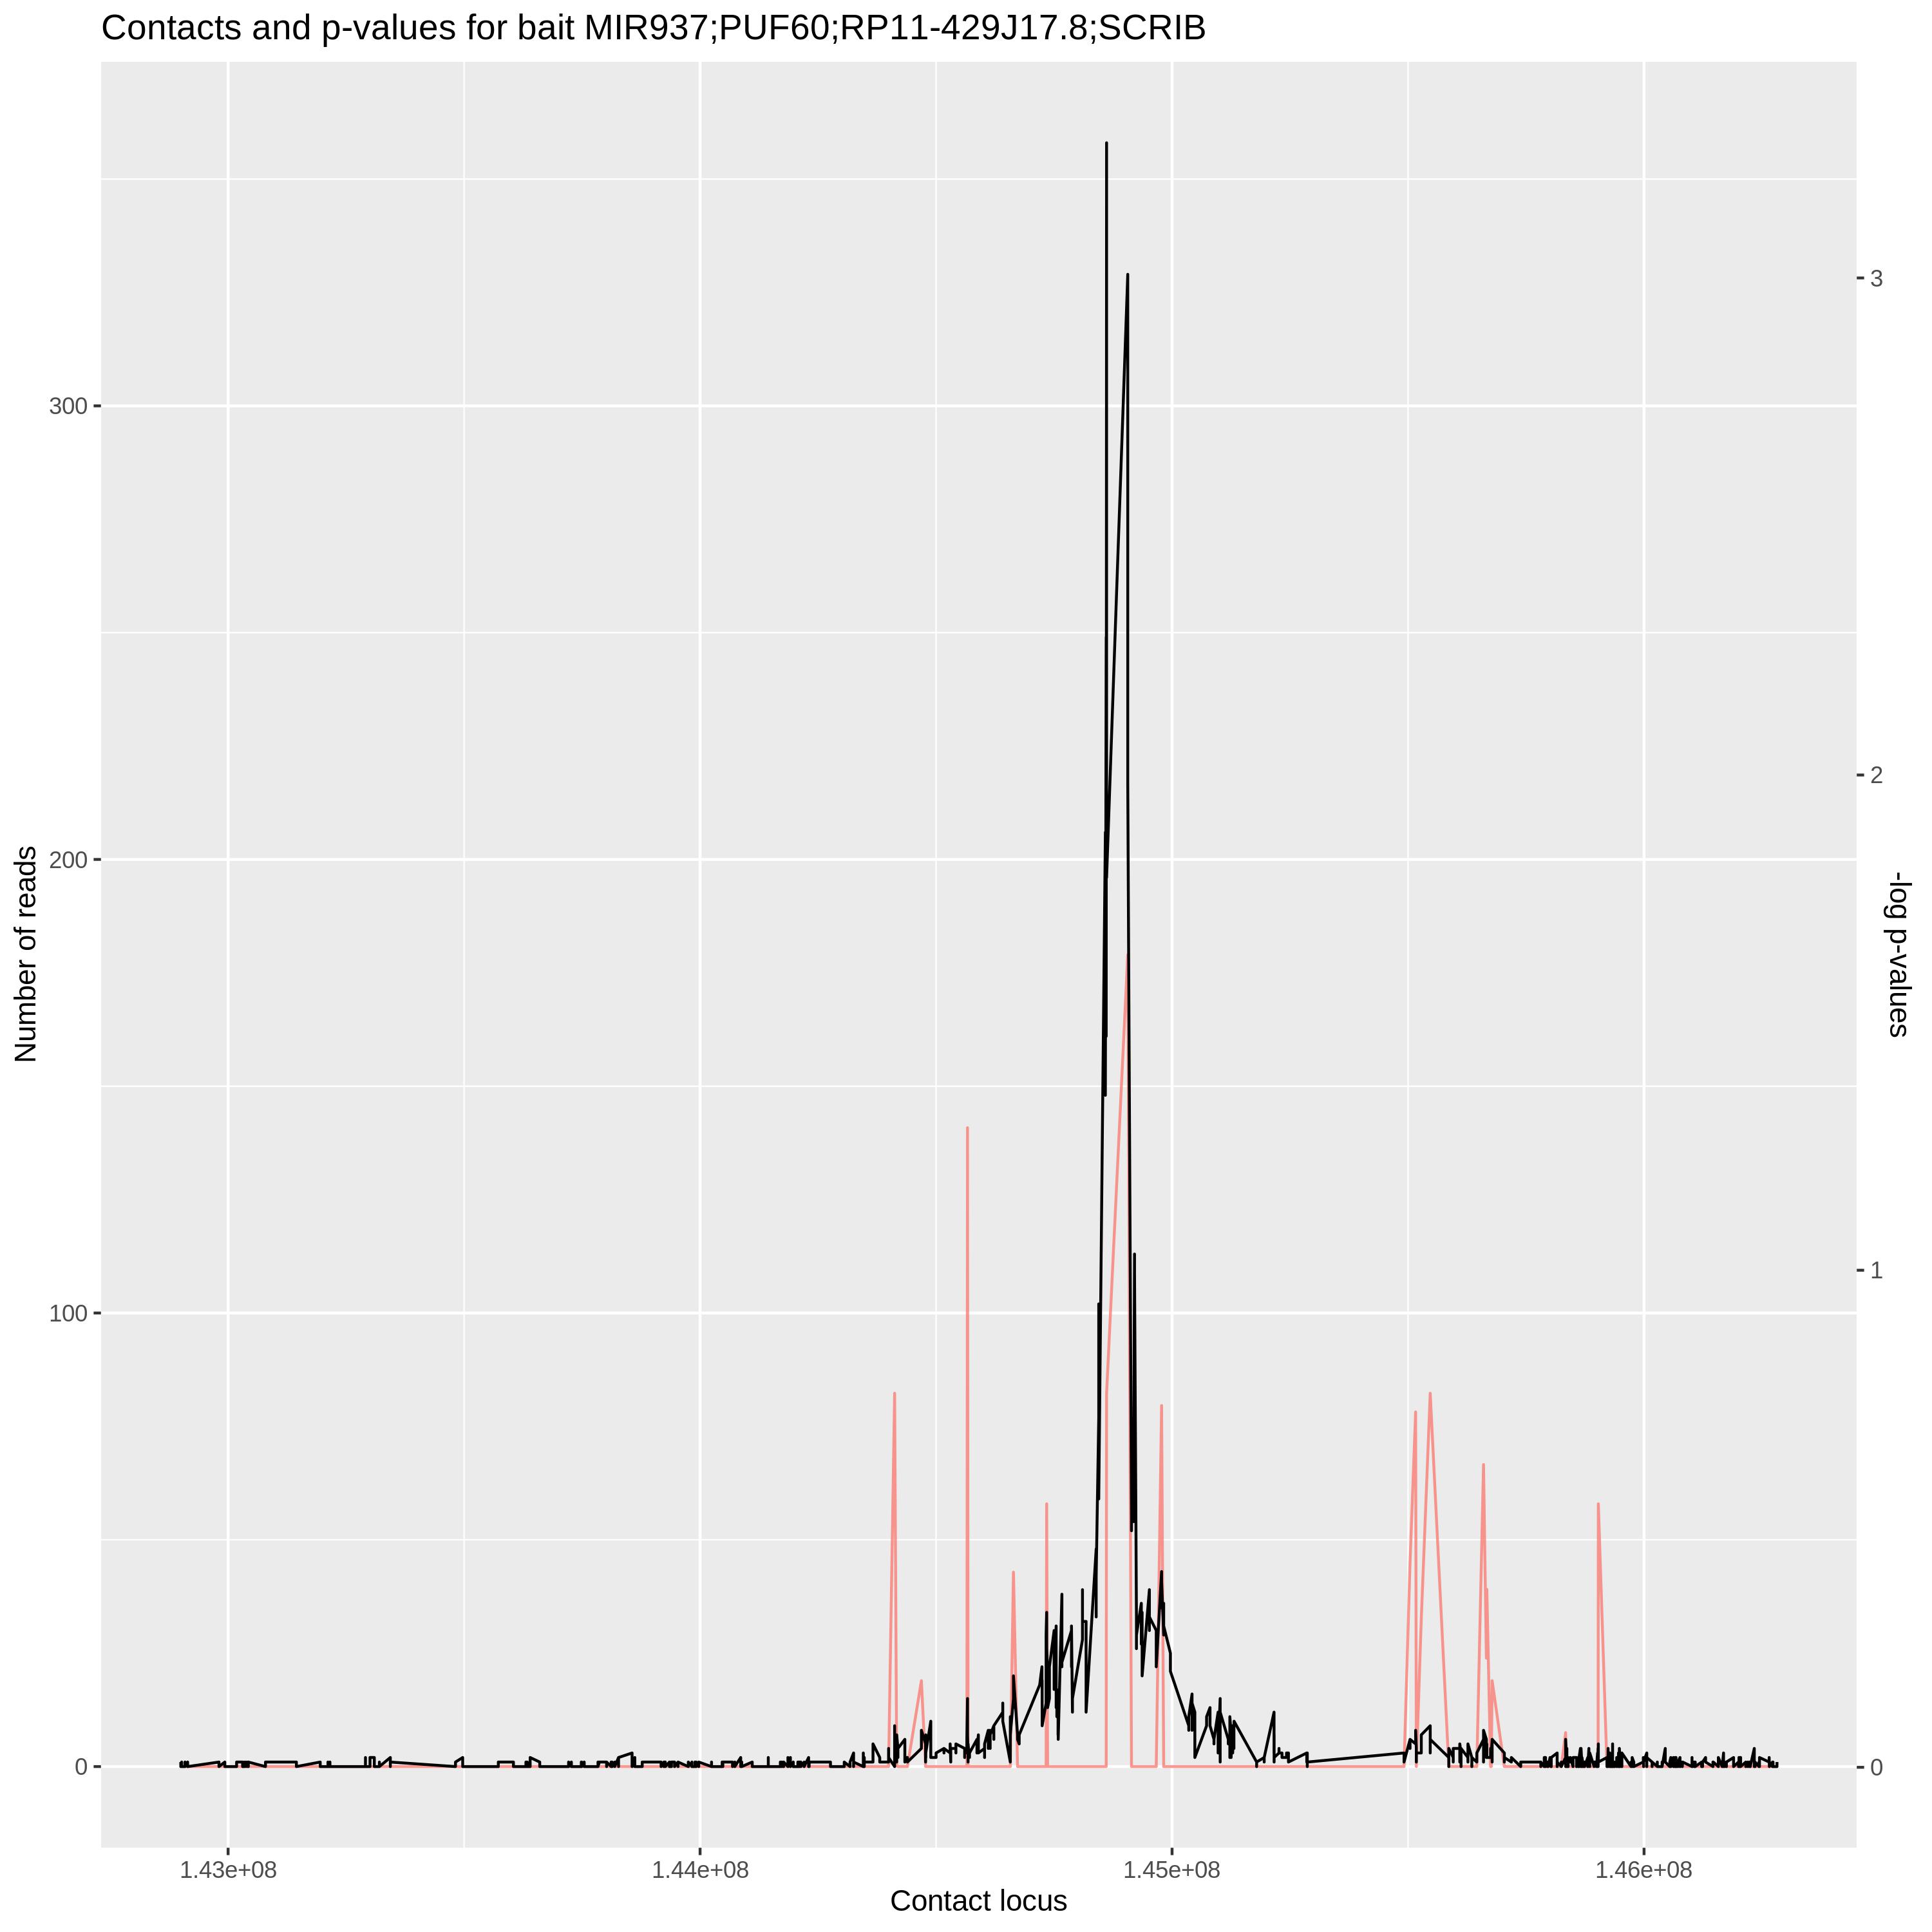 Contacts and p-values for bait MIR937;PUF60;RP11-429J17.8;SCRIB
Number of reads
300
200
100
0
3
2
1
0
-log p-values
1.43e+08 1.44e+08 1.45e+08 1.46e+08
Contact locus